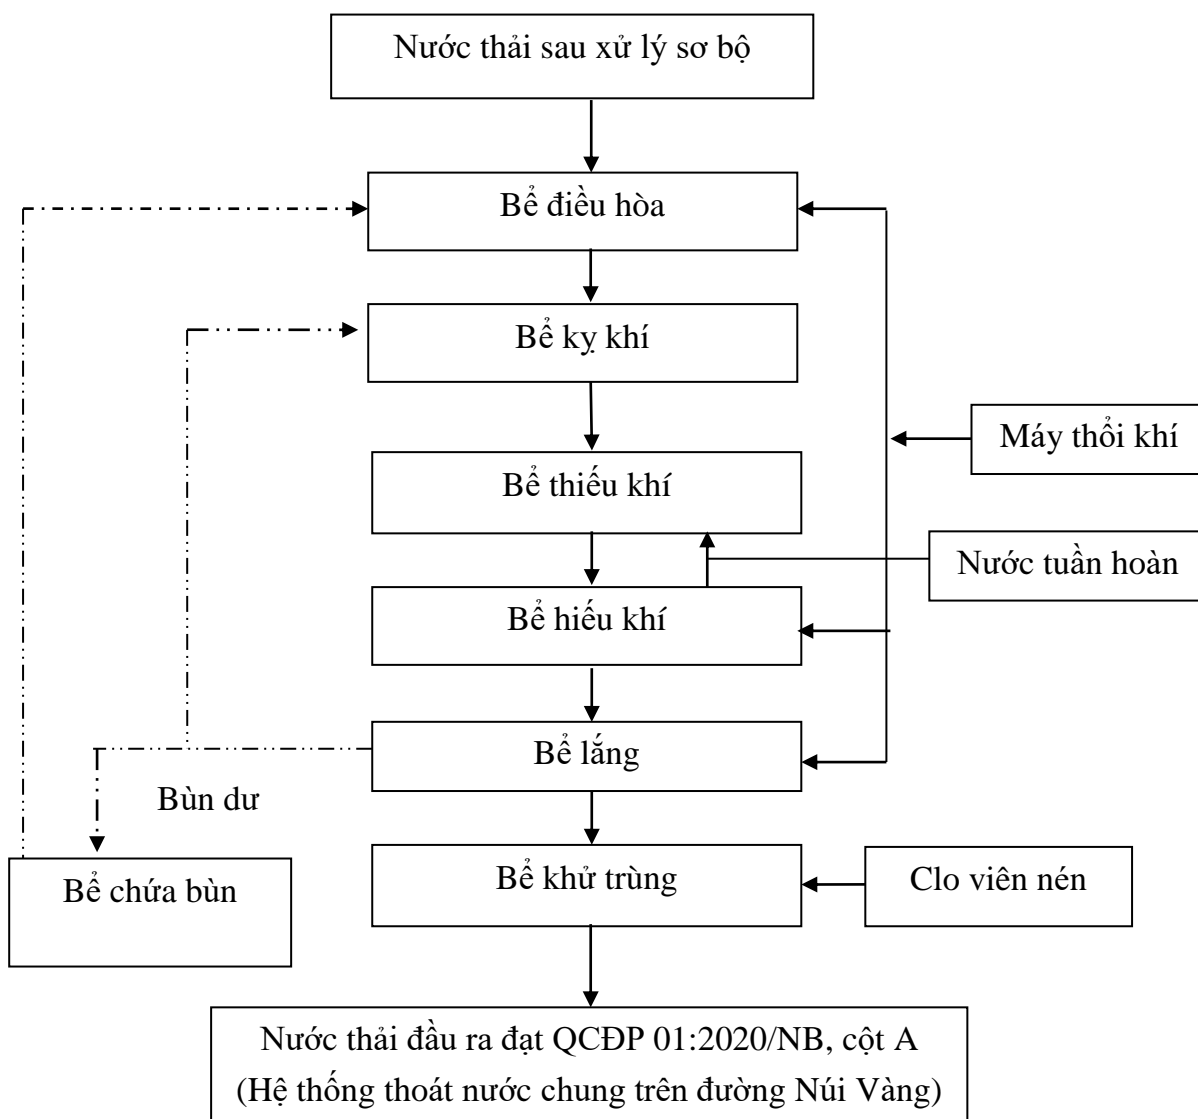 Nước thải sau xử lý sơ bộ
Bể điều hòa
Bể kỵ khí
Máy thổi khí
Bể thiếu khí
Nước tuần hoàn
Bể hiếu khí
Bể lắng
Bùn dư
Bể chứa bùn
Bể khử trùng
Clo viên nén
Nước thải đầu ra đạt QCĐP 01:2020/NB, cột A
(Hệ thống thoát nước chung trên đường Núi Vàng)